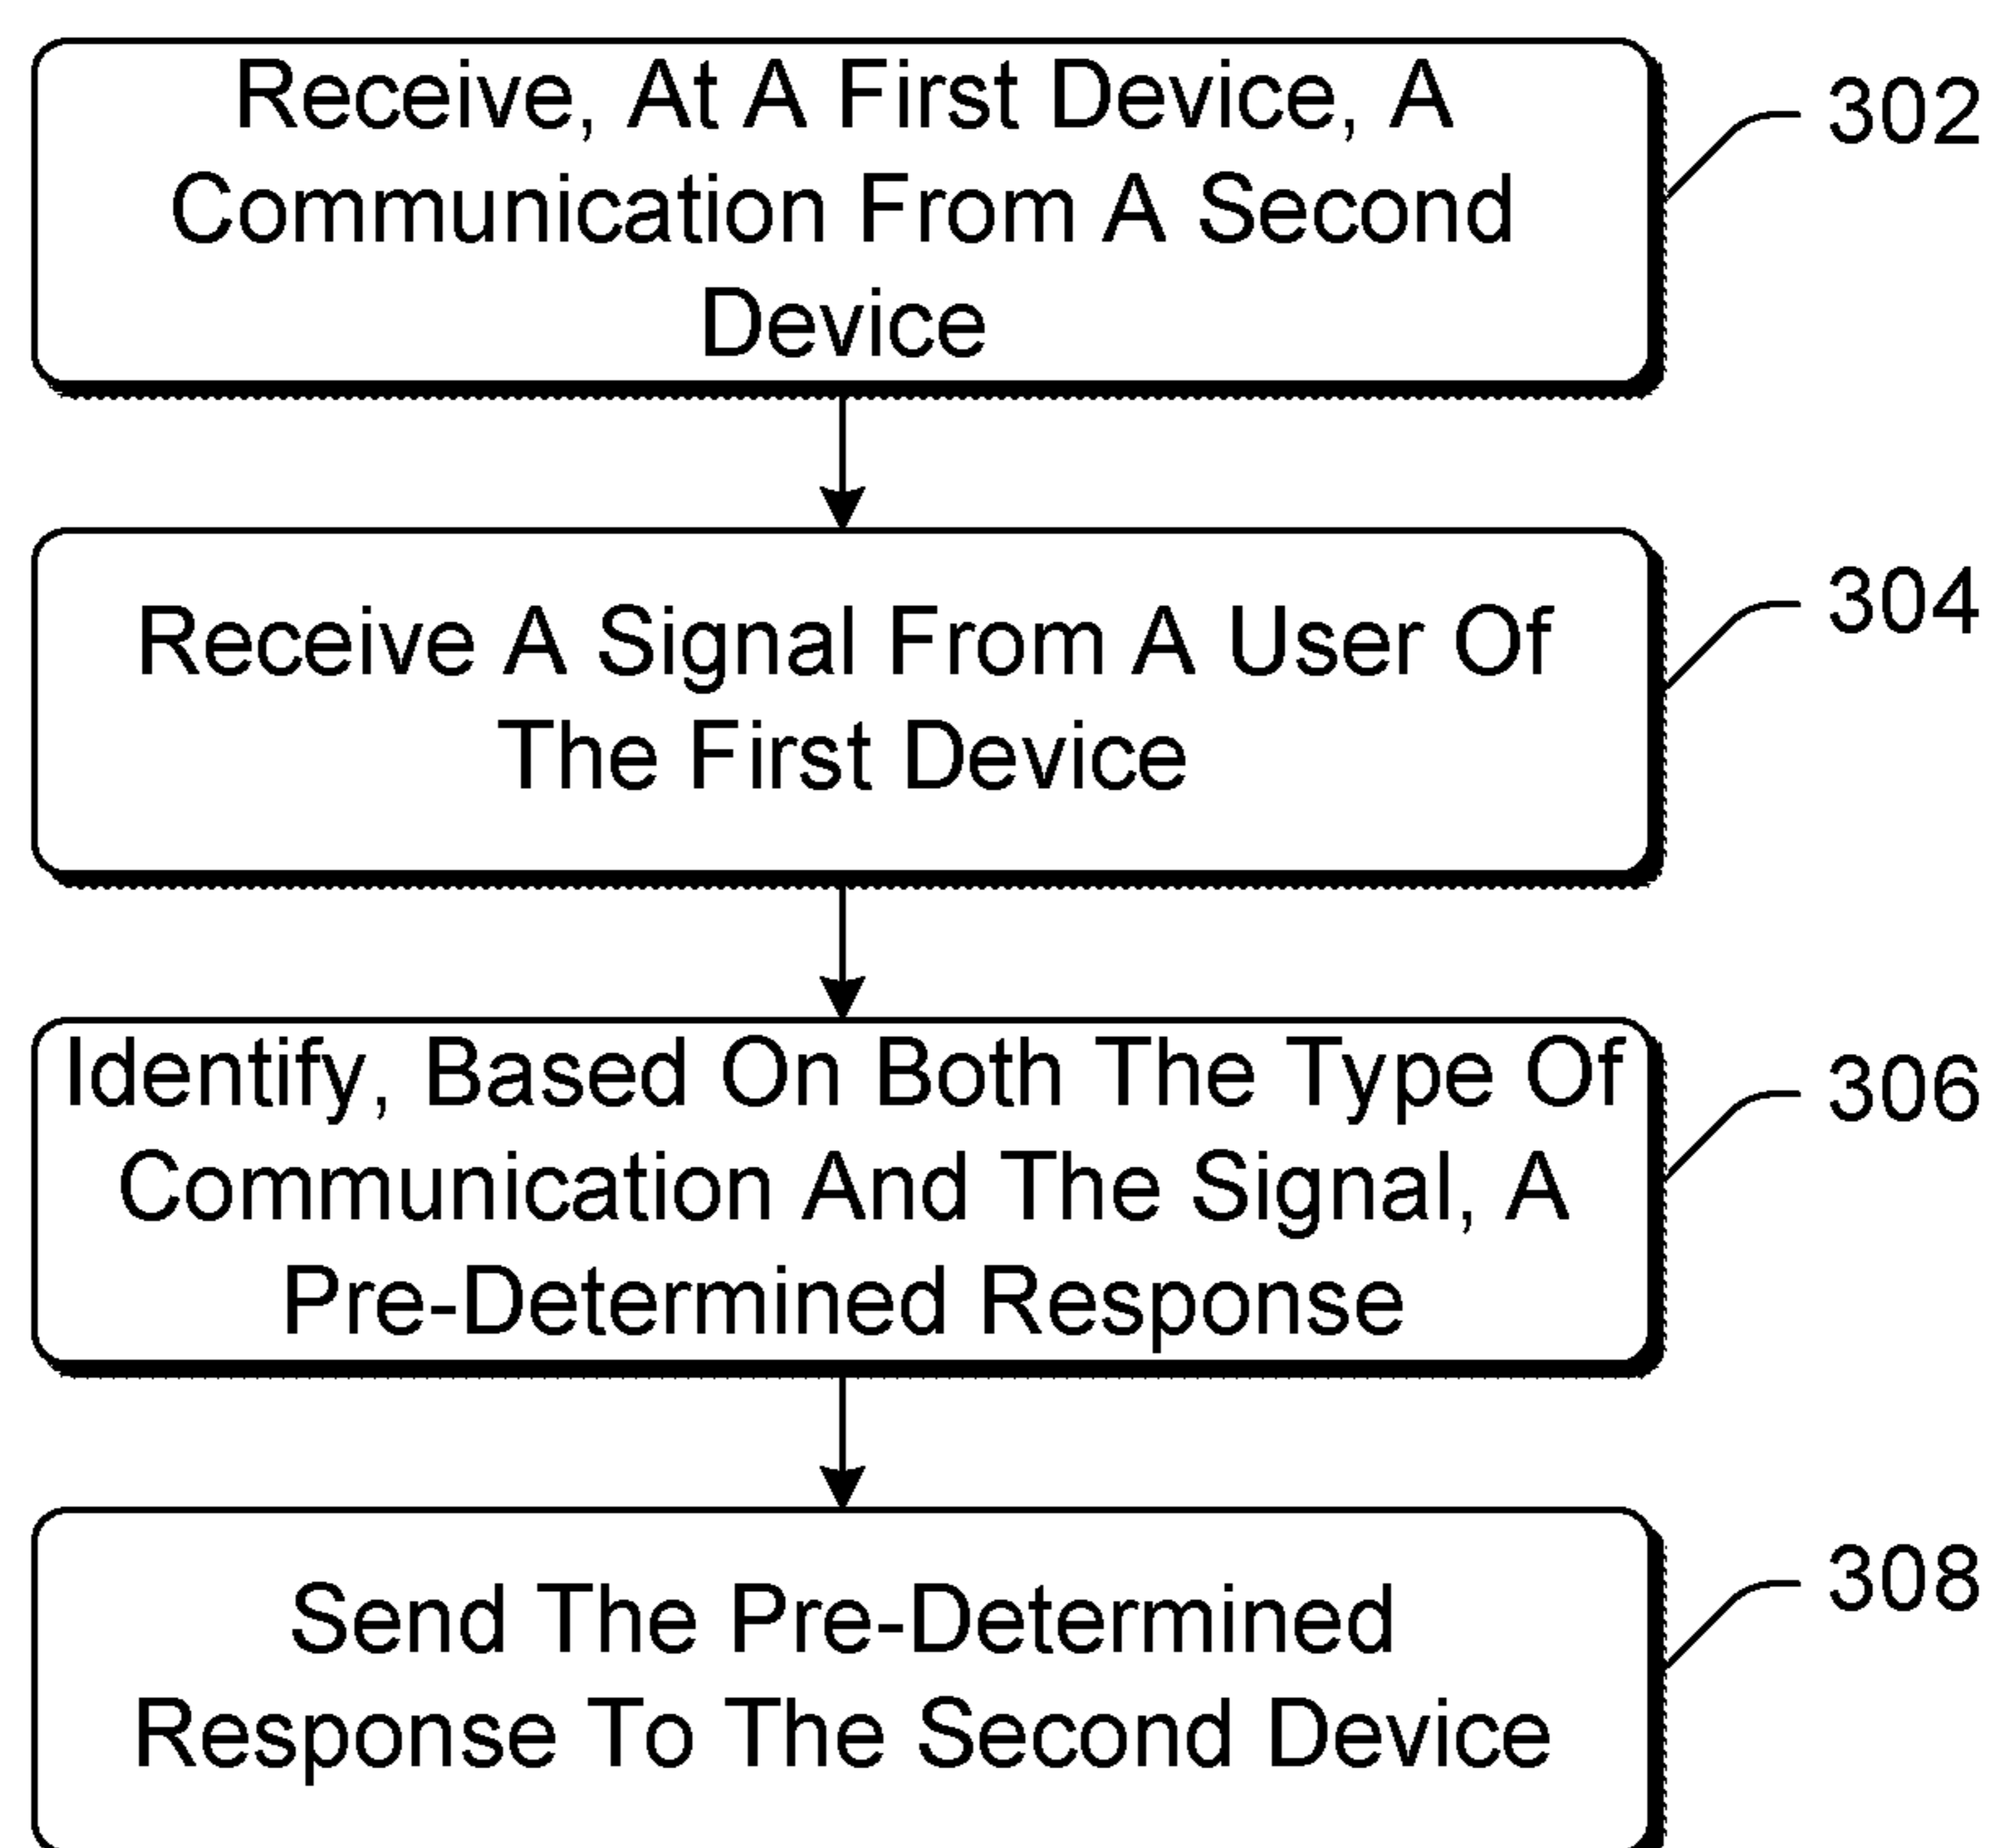 Receive, At A First Device, A
Communication From A Second
Device
302
Receive A Signal From A User Of
The First Device
304
Identify, Based On Both The Type Of
Communication And The Signal, A
Pre-Determined Response
306
Send The Pre-Determined
Response To The Second Device
308